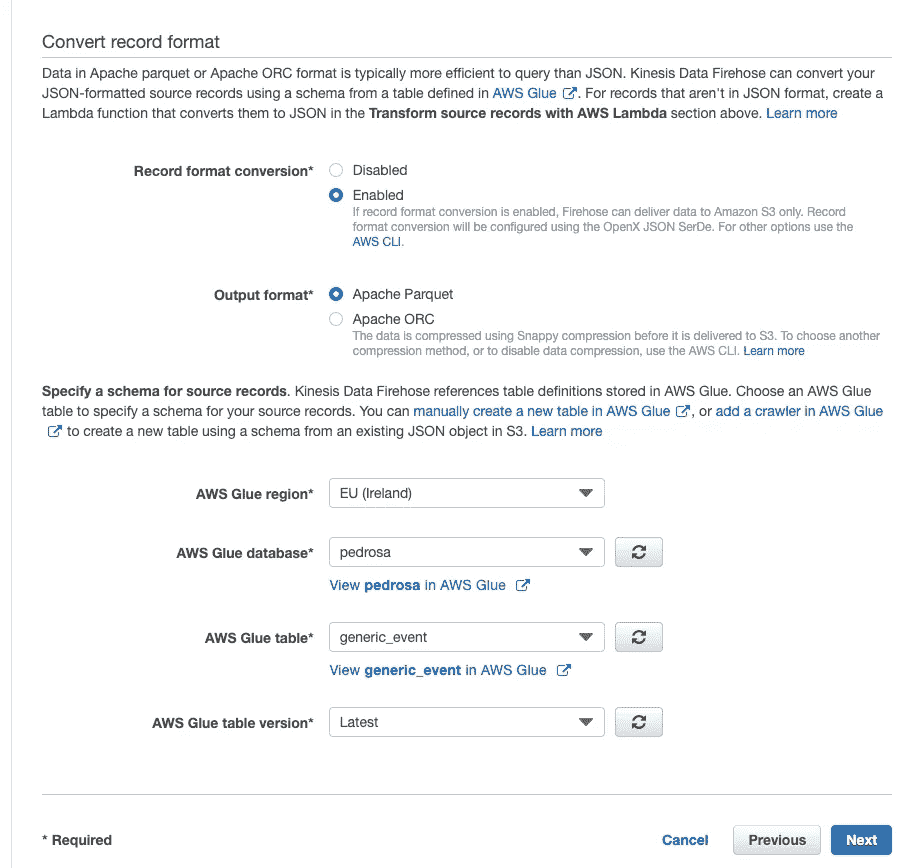 Convert record format
Data in Apache parquet or Apache ORC format is typically more efficient to query than JSON. Kinesis Data Firehose can convert your
JSON-formatted source records using a schema from a table defined in AWS Glue. For records that aren't in JSON format, create a
Lambda function that converts them to JSON in the Transform source records with AWS Lambda section above. Learn more
Record format conversion*
Disabled
Enabled
If record format conversion is enabled, Firehose can deliver data to Amazon S3 only. Record
format conversion will be configured using the OpenX JSON SerDe. For other options use the
AWS CLI.
Output format*
Apache Parquet
Apache ORC
The data is compressed using Snappy compression before it is delivered to S3. To choose another
compression method, or to disable data compression, use the AWS CLI. Learn more
Specify a schema for source records. Kinesis Data Firehose references table definitions stored in AWS Glue. Choose an AWS Glue
table to specify a schema for your source records. You can manually create a new table in AWS Glue, or add a crawler in AWS Glue
to create a new table using a schema from an existing JSON object in S3. Learn more
AWS Glue region*
EU (Ireland)
AWS Glue database*
pedrosa
View pedrosa in AWS Glue
AWS Glue table*
generic_event
View generic_event in AWS Glue
AWS Glue table version*
Latest
* Required
Cancel
Previous
Next